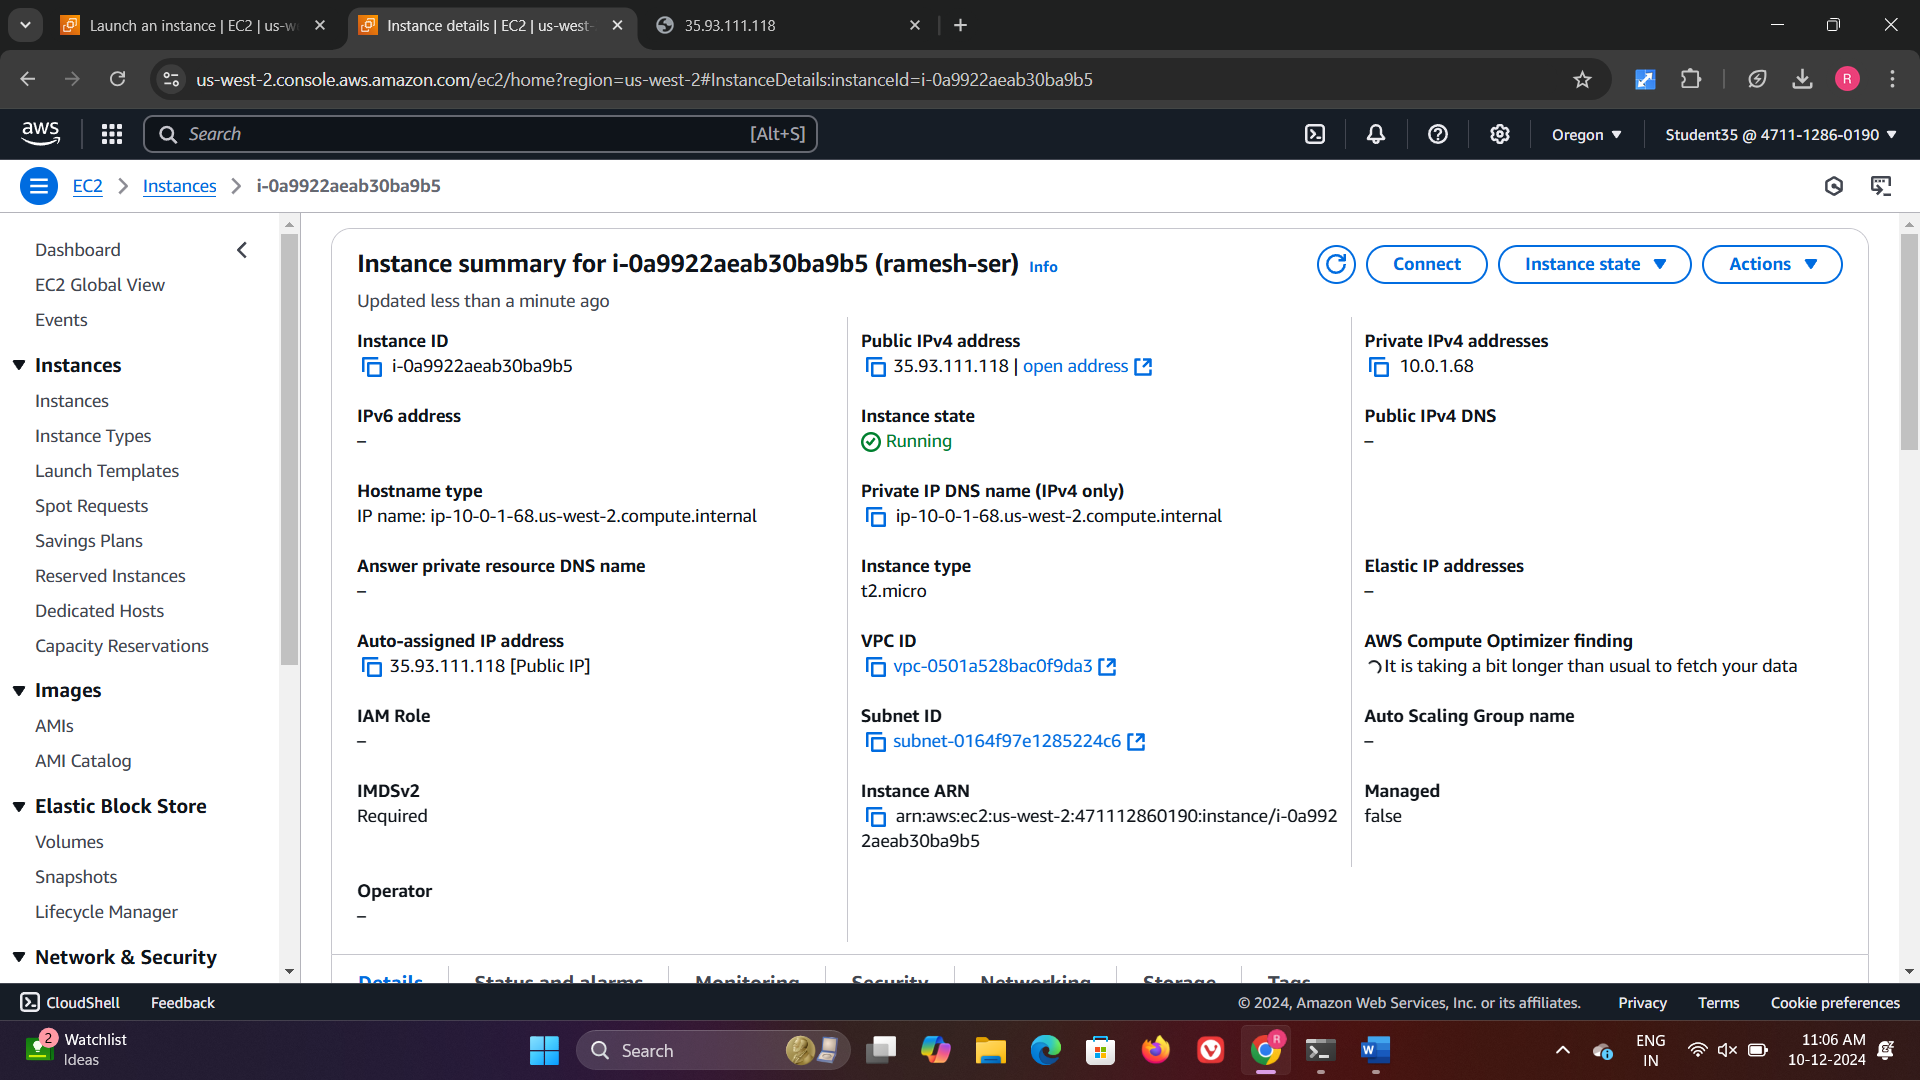 Launch an instance | EC2 | us-w
Instance details | EC2 | us-west-
35.93.111.118
us-west-2.console.aws.amazon.com/ec2/home?region=us-west-2#InstanceDetails:instanceId=i-0a9922aeab30ba9b5
R
aws
Search
[Alt+S]
Oregon
Student35 @ 4711-1286-0190
EC2
Instances
i-0a9922aeab30ba9b5
Dashboard
EC2 Global View
Events
Instances
Instances
Instance Types
Launch Templates
Spot Requests
Savings Plans
Reserved Instances
Dedicated Hosts
Capacity Reservations
Images
AMIs
AMI Catalog
Elastic Block Store
Volumes
Snapshots
Lifecycle Manager
Network & Security
Instance summary for i-0a9922aeab30ba9b5 (ramesh-ser) Info
Updated less than a minute ago
Connect
Instance state
Actions
Instance ID
i-0a9922aeab30ba9b5
Public IPv4 address
35.93.111.118 | open address
Private IPv4 addresses
10.0.1.68
IPv6 address
–
Instance state
Running
Public IPv4 DNS
–
Hostname type
IP name: ip-10-0-1-68.us-west-2.compute.internal
Private IP DNS name (IPv4 only)
ip-10-0-1-68.us-west-2.compute.internal
Answer private resource DNS name
–
Instance type
t2.micro
Elastic IP addresses
–
Auto-assigned IP address
35.93.111.118 [Public IP]
VPC ID
vpc-0501a528bac0f9da3
AWS Compute Optimizer finding
It is taking a bit longer than usual to fetch your data
IAM Role
–
Subnet ID
subnet-0164f97e1285224c6
Auto Scaling Group name
–
IMDSv2
Required
Instance ARN
arn:aws:ec2:us-west-2:471112860190:instance/i-0a992
2aeab30ba9b5
Managed
false
Operator
–
Details
Status and alarms
Monitoring
Security
Networking
Storage
Tags
CloudShell
Feedback
© 2024, Amazon Web Services, Inc. or its affiliates.
Privacy
Terms
Cookie preferences
2
Watchlist
Ideas
Search
R
ENG
IN
11:06 AM
10-12-2024